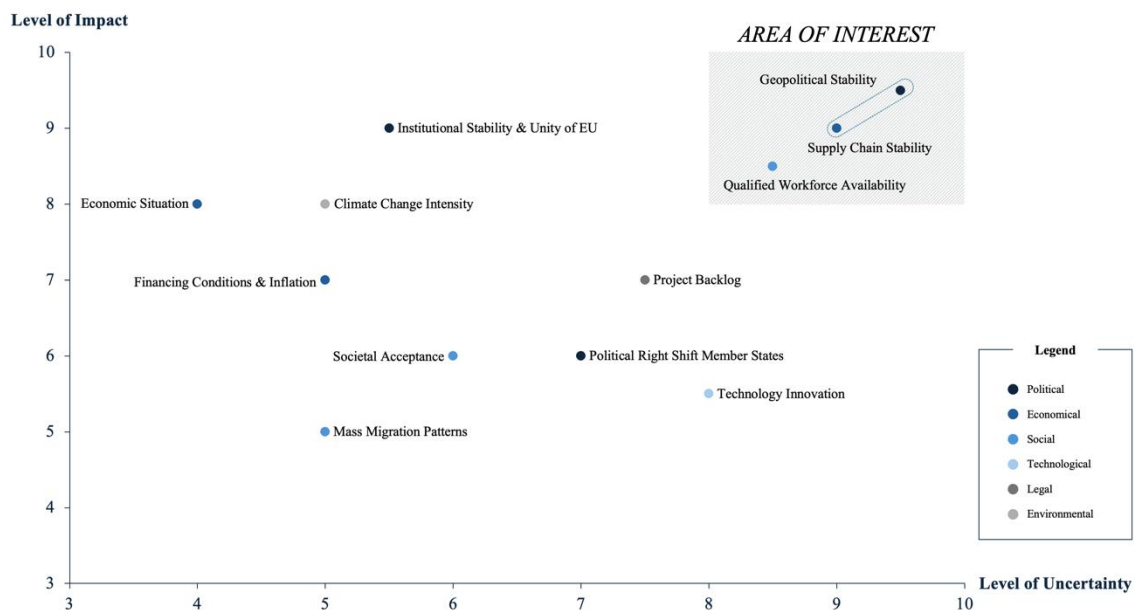 Level of Impact
AREA OF INTEREST
10
Geopolitical Stability
9
Institutional Stability & Unity of EU
Supply Chain Stability
Qualified Workforce Availability
8
Economic Situation
Climate Change Intensity
7
Financing Conditions & Inflation
Project Backlog
6
Societal Acceptance
Political Right Shift Member States
Technology Innovation
5
Mass Migration Patterns
4
3
Legend
Political
Economical
Social
Technological
Legal
Environmental
3 4 5 6 7 8 9 10
Level of Uncertainty